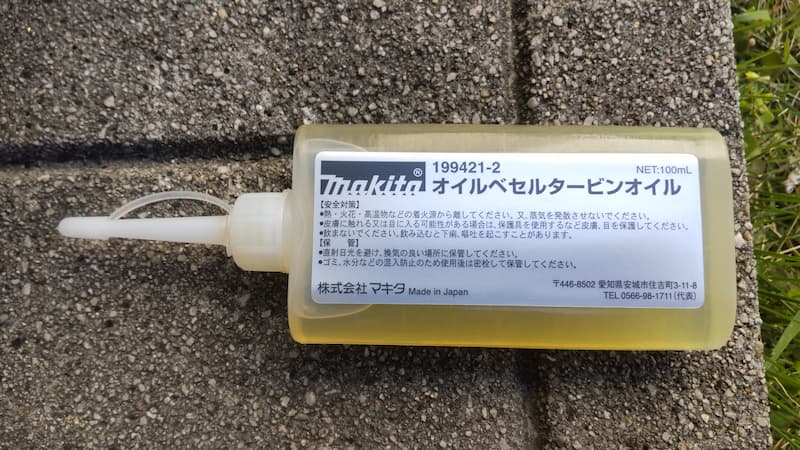 makita®
199421-2
NET:100mL
オイルベセルタービンオイル
【安全対策】
●熱・火花・高温物などの着火源から離してください。又、蒸気を発散させないでください。
●皮膚に触れる又は目に入る可能性がある場合は、保護具を使用するなど皮膚、目を保護してください。
●飲まないでください。飲み込むと下痢、嘔吐を起こすことがあります。
【保　管】
●直射日光を避け、換気の良い場所に保管してください。
●ゴミ、水分などの混入防止のため使用後は密栓して保管してください。
株式会社 マキタ Made in Japan
〒446-8502 愛知県安城市住吉町3-11-8
TEL 0566-98-1711(代表)